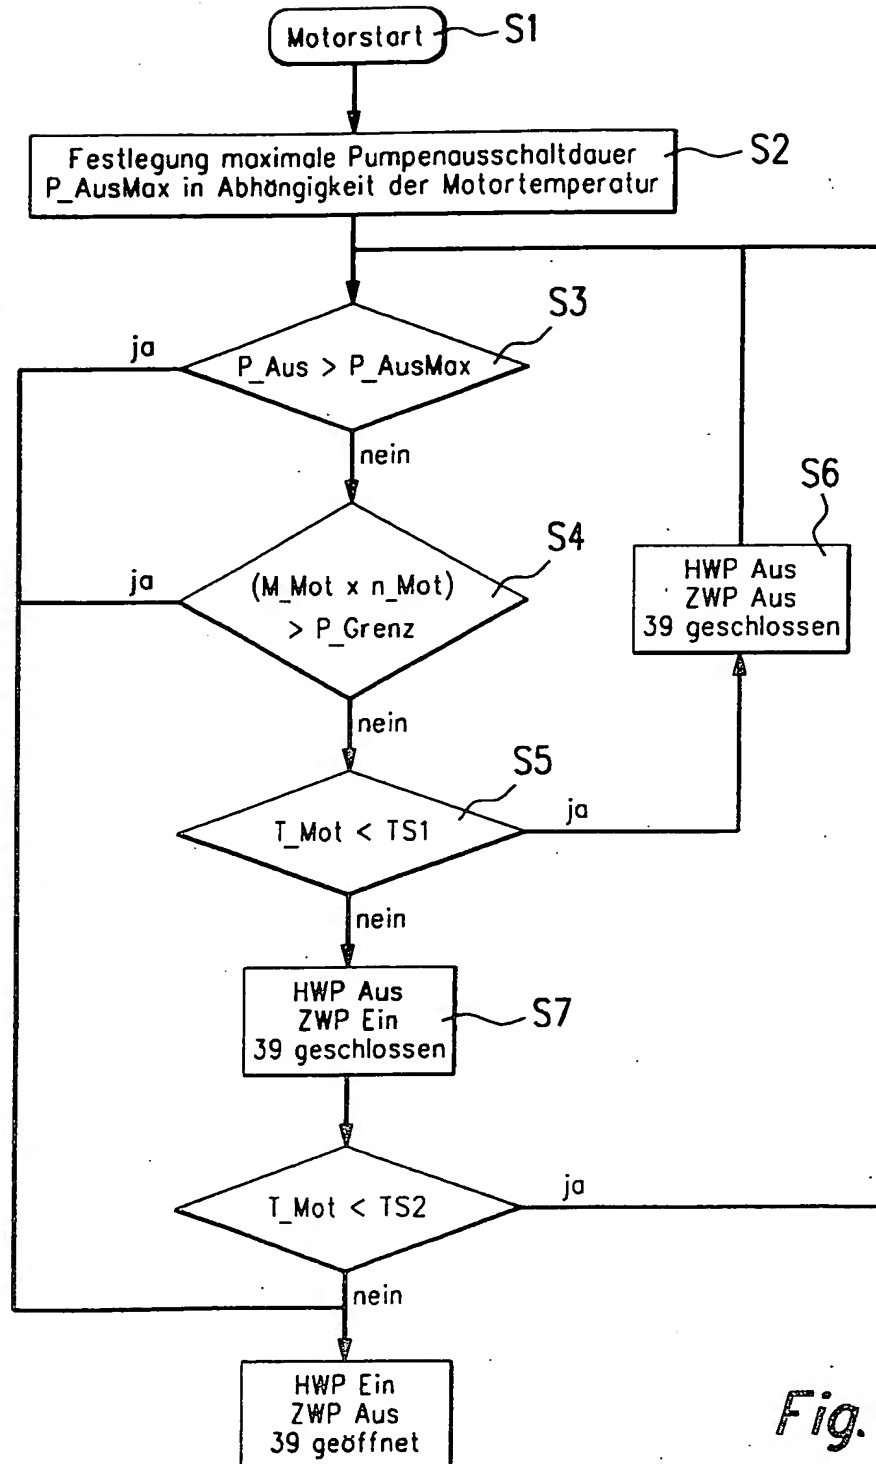 Motorstart
S1
Festlegung maximale Pumpenausschaltdauer
P_AusMax in Abhängigkeit der Motortemperatur
S2
S3
ja
P_Aus > P_AusMax
nein
S6
S4
ja
(M_Mot x n_Mot)
> P_Grenz
HWP Aus
ZWP Aus
39 geschlossen
nein
S5
T_Mot < TS1
ja
nein
HWP Aus
ZWP Ein
39 geschlossen
S7
T_Mot < TS2
ja
nein
HWP Ein
ZWP Aus
39 geöffnet
Fig.